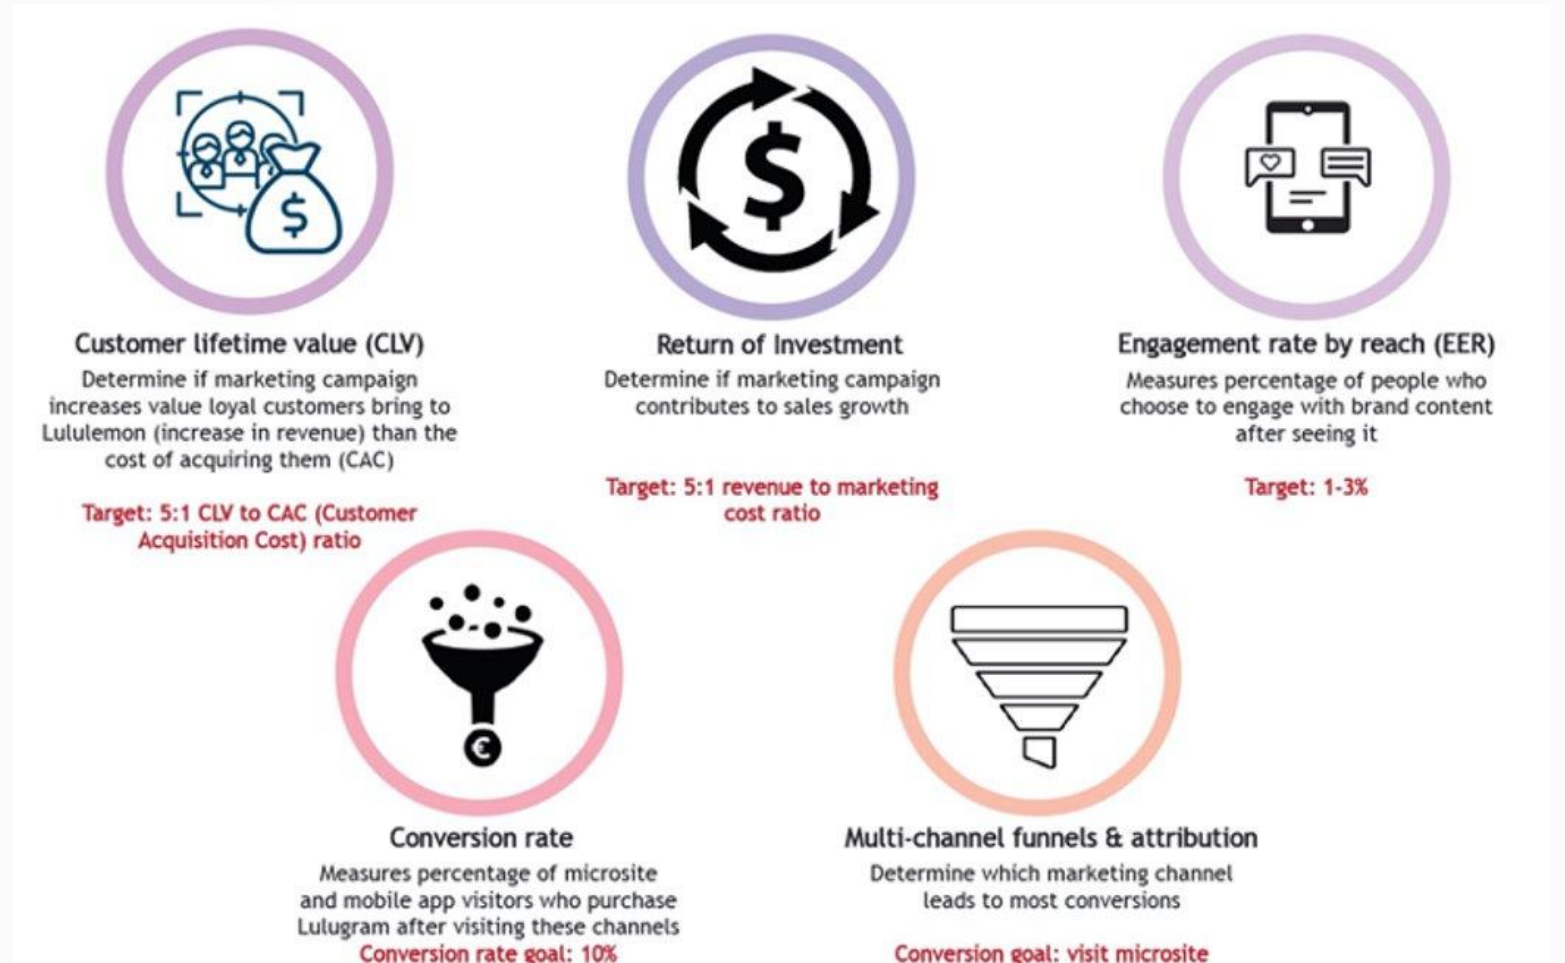 $
$
Customer lifetime value (CLV)
Determine if marketing campaign
increases value loyal customers bring to
Lululemon (increase in revenue) than the
cost of acquiring them (CAC)
Target: 5:1 CLV to CAC (Customer
Acquisition Cost) ratio
Return of Investment
Determine if marketing campaign
contributes to sales growth
Target: 5:1 revenue to marketing
cost ratio
Engagement rate by reach (EER)
Measures percentage of people who
choose to engage with brand content
after seeing it
Target: 1-3%
€
Conversion rate
Measures percentage of microsite
and mobile app visitors who purchase
Lulugram after visiting these channels
Conversion rate goal: 10%
Multi-channel funnels & attribution
Determine which marketing channel
leads to most conversions
Conversion goal: visit microsite